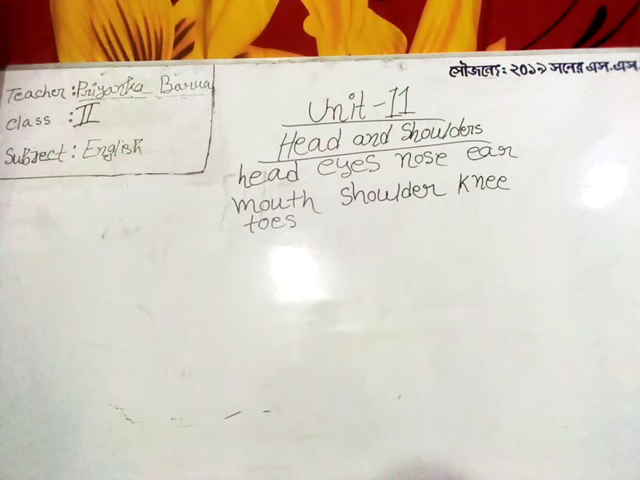 Teacher : Priyanka Barua
Class : II
Subject : English
সৌজন্যে : ২০১৯ সনের এস.এস.
Unit - 11
Head and Shoulders
head eyes nose ear
mouth shoulder knee
toes